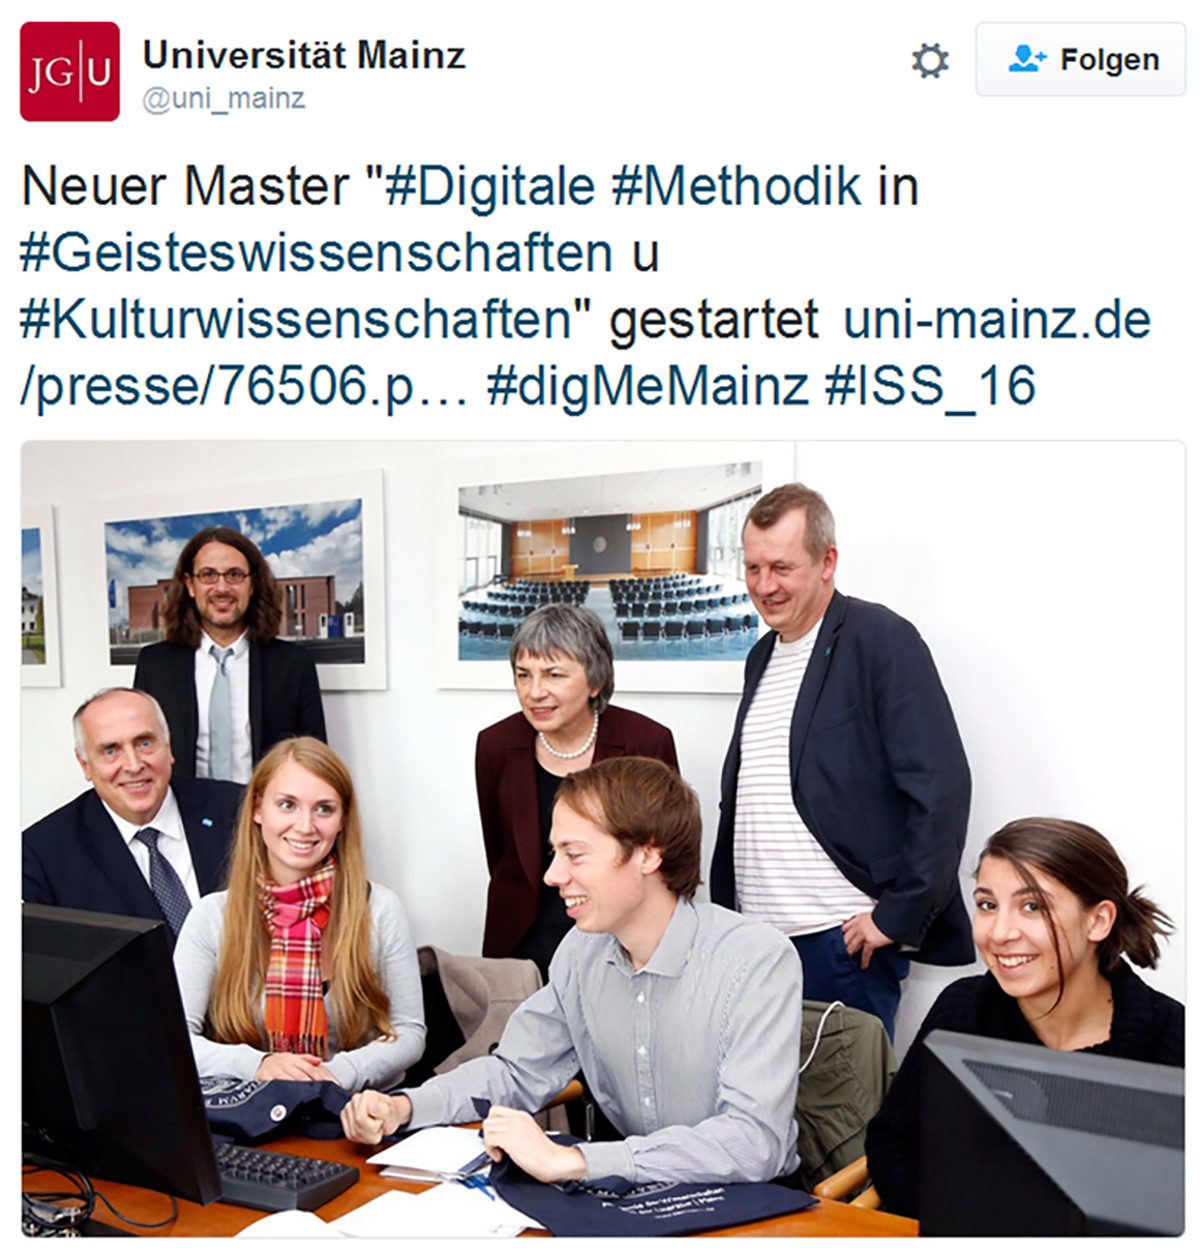 JG|U
Universität Mainz
@uni_mainz
Folgen
Neuer Master "#Digitale #Methodik in
#Geisteswissenschaften u
#Kulturwissenschaften" gestartet uni-mainz.de
/presse/76506.p… #digMeMainz #ISS_16